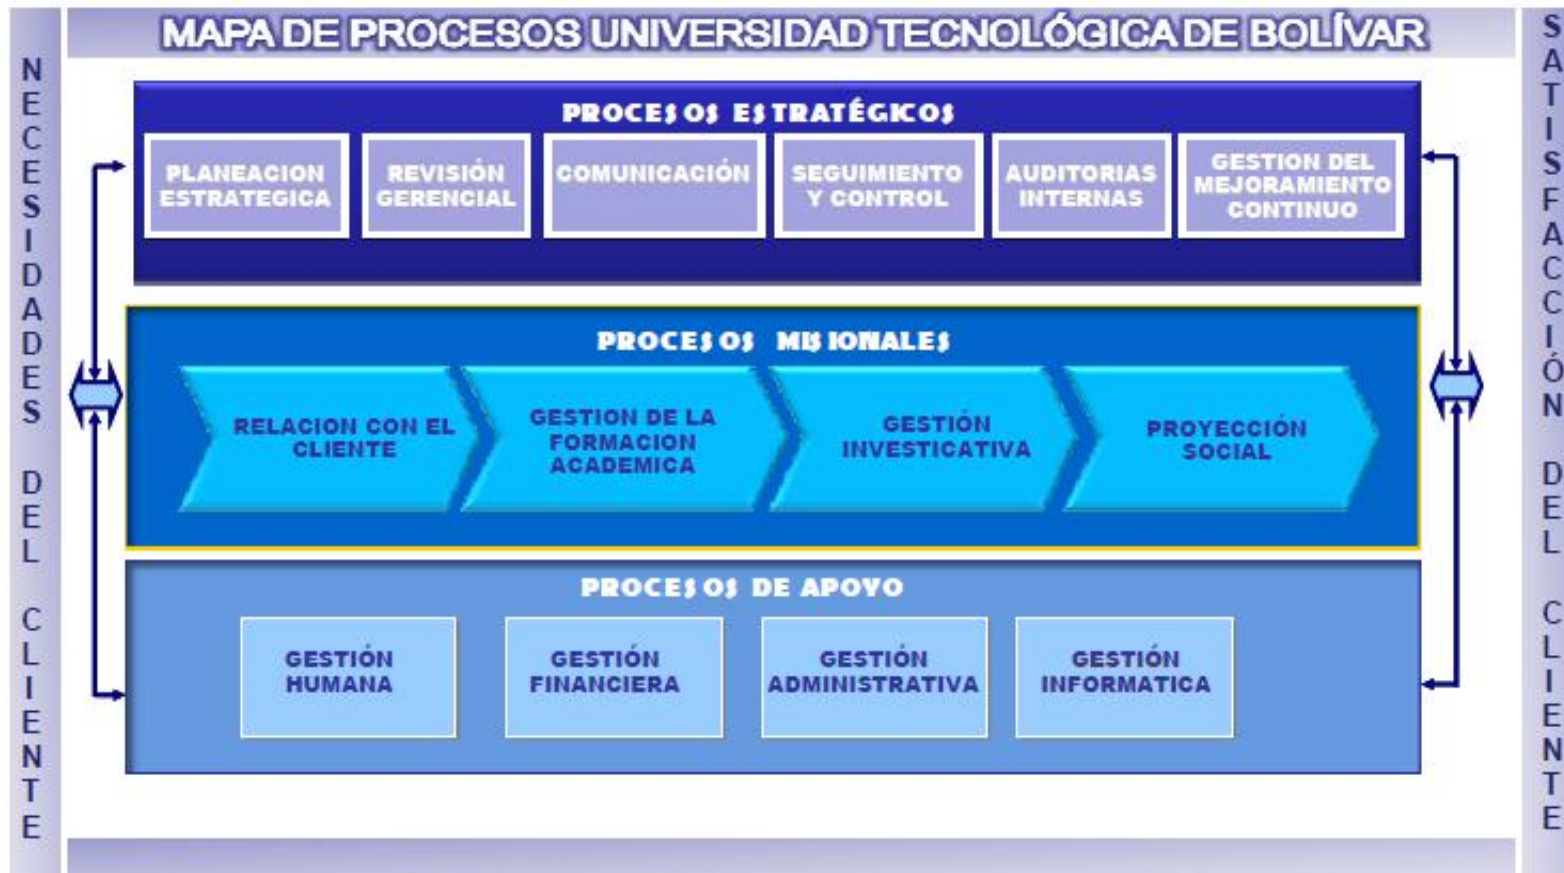 MAPA DE PROCESOS UNIVERSIDAD TECNOLÓGICA DE BOLÍVAR
NECESIDADES DEL CLIENTE
PROCESOS ESTRATÉGICOS
PLANEACION
ESTRATEGICA
REVISIÓN
GERENCIAL
COMUNICACIÓN
SEGUIMIENTO
Y CONTROL
AUDITORIAS
INTERNAS
GESTION DEL
MEJORAMIENTO
CONTINUO
PROCESOS MISIONALES
RELACION CON EL
CLIENTE
GESTION DE LA
FORMACION
ACADEMICA
GESTIÓN
INVESTIGATIVA
PROYECCIÓN
SOCIAL
PROCESOS DE APOYO
GESTIÓN
HUMANA
GESTIÓN
FINANCIERA
GESTIÓN
ADMINISTRATIVA
GESTIÓN
INFORMATICA
SATISFACCIÓN DEL CLIENTE